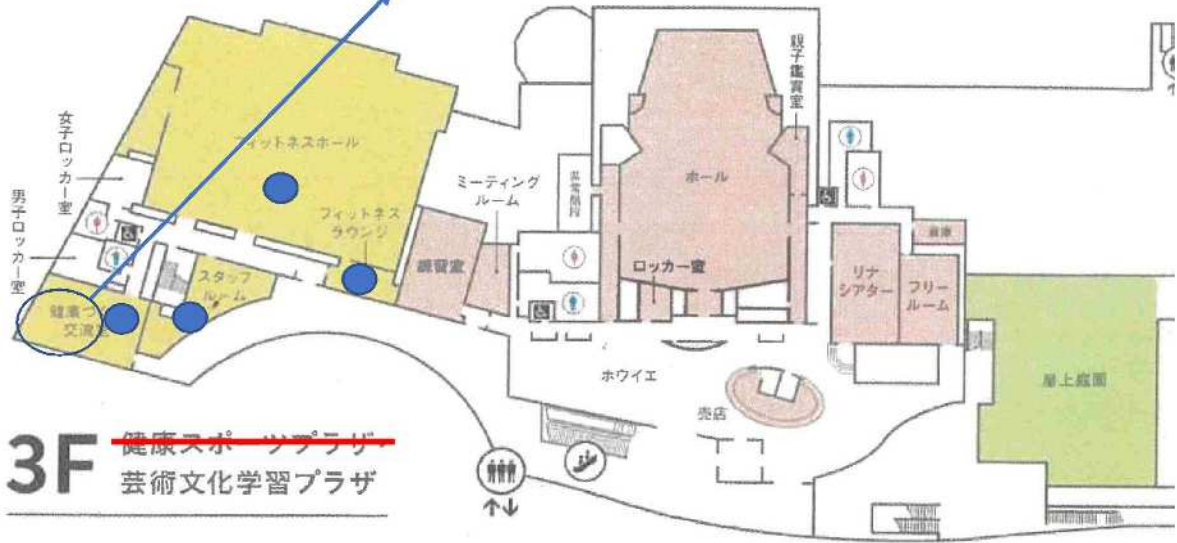 親子鑑賞室
女子ロッカー室
フィットネスホール
男子ロッカー室
ミーティング
ルーム
非常階段
ホール
フィットネス
ラウンジ
練習室
スタッフ
ルーム
ロッカー室
リナ
シアター
倉庫
フリー
ルーム
健康づ
交流
ホワイエ
売店
屋上庭園
3F
健康スポーツプラザ
芸術文化学習プラザ